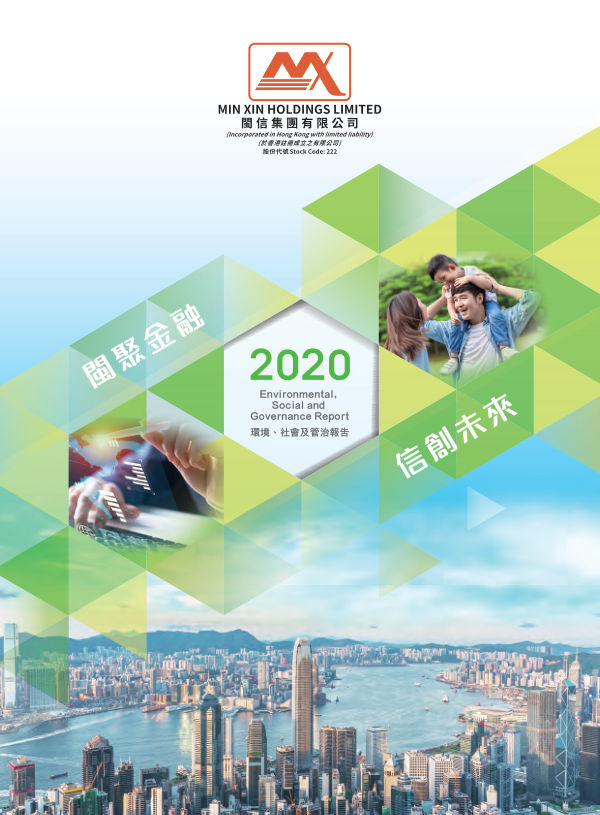 MX
MIN XIN HOLDINGS LIMITED
閩信集團有限公司
(Incorporated in Hong Kong with limited liability)
(於香港註冊成立之有限公司)
股份代號 Stock Code: 222
閩聚金融
2020
Environmental,
Social and
Governance Report
環境、社會及管治報告
信創未來